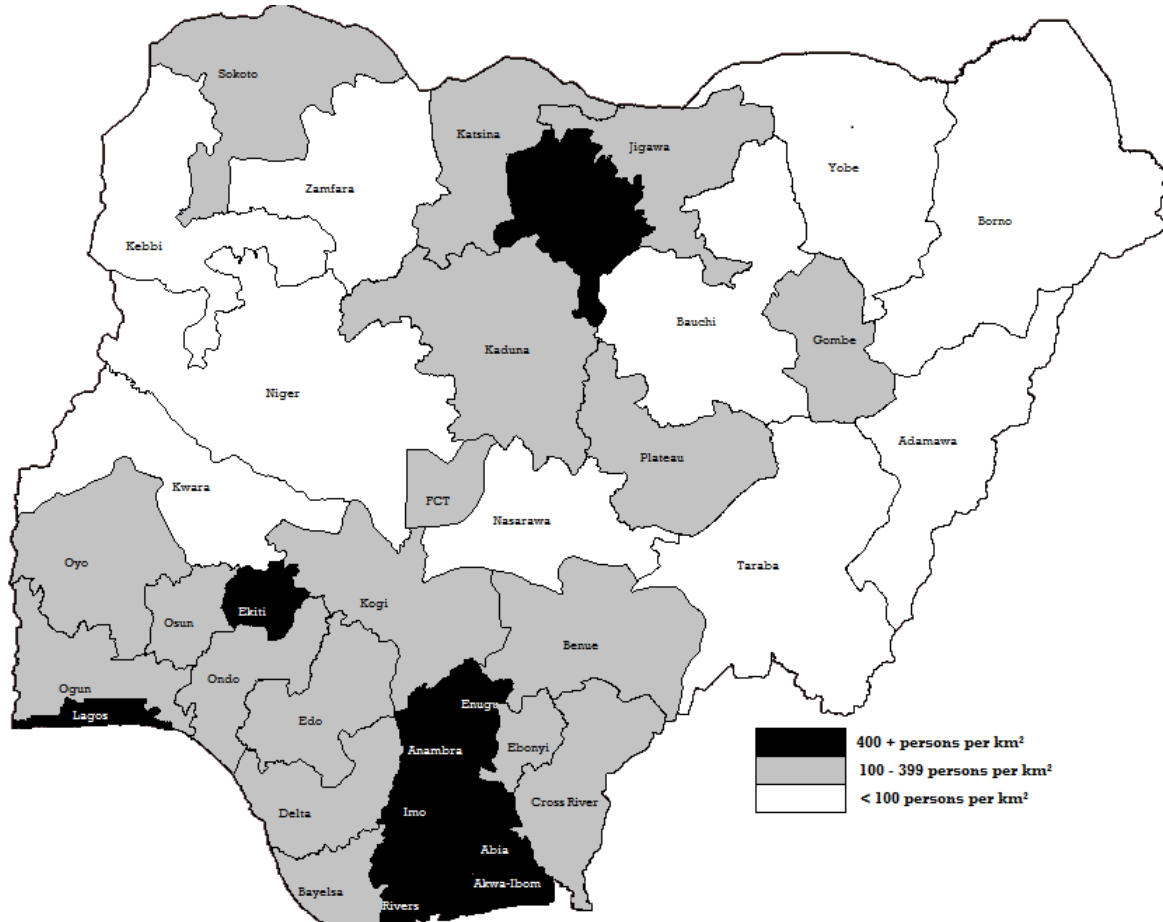 Sokoto
Katsina
Jigawa
Yobe
Zamfara
Borno
Kebbi
Bauchi
Gombe
Kaduna
Niger
Adamawa
Plateau
Kwara
FCT
Nasarawa
Oyo
Taraba
Ekiti
Kogi
Osun
Benue
Ondo
Ogun
Enugu
Lagos
Edo
Anambra
Ebonyi
400 + persons per km²
100 - 399 persons per km²
< 100 persons per km²
Cross River
Delta
Imo
Abia
Akwa-Ibom
Bayelsa
Rivers